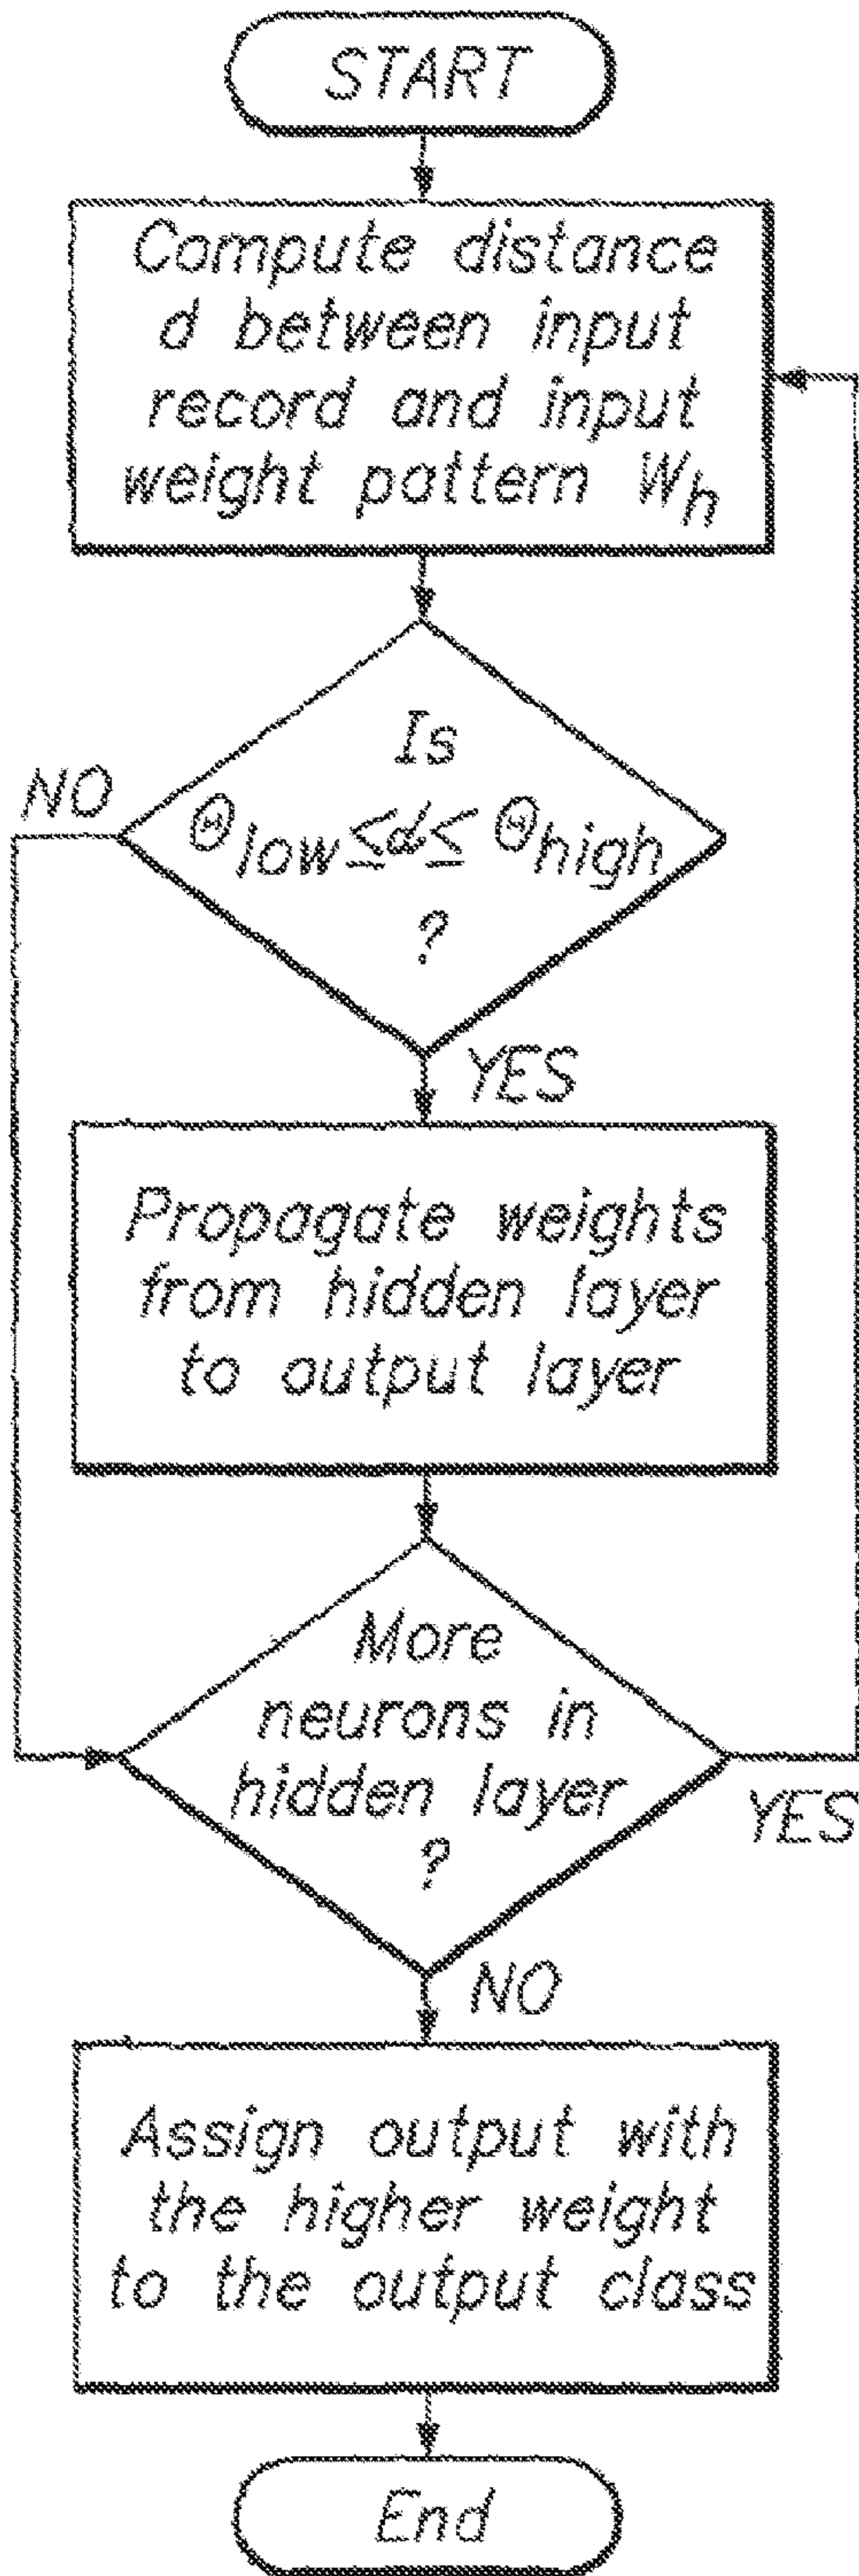 START
Compute distance
d between input
record and input
weight pattern Wh
Is
NO
Θlow ≤ d ≤ Θhigh
?
YES
Propagate weights
from hidden layer
to output layer
More
neurons in
hidden layer
?
YES
NO
Assign output with
the higher weight
to the output class
End